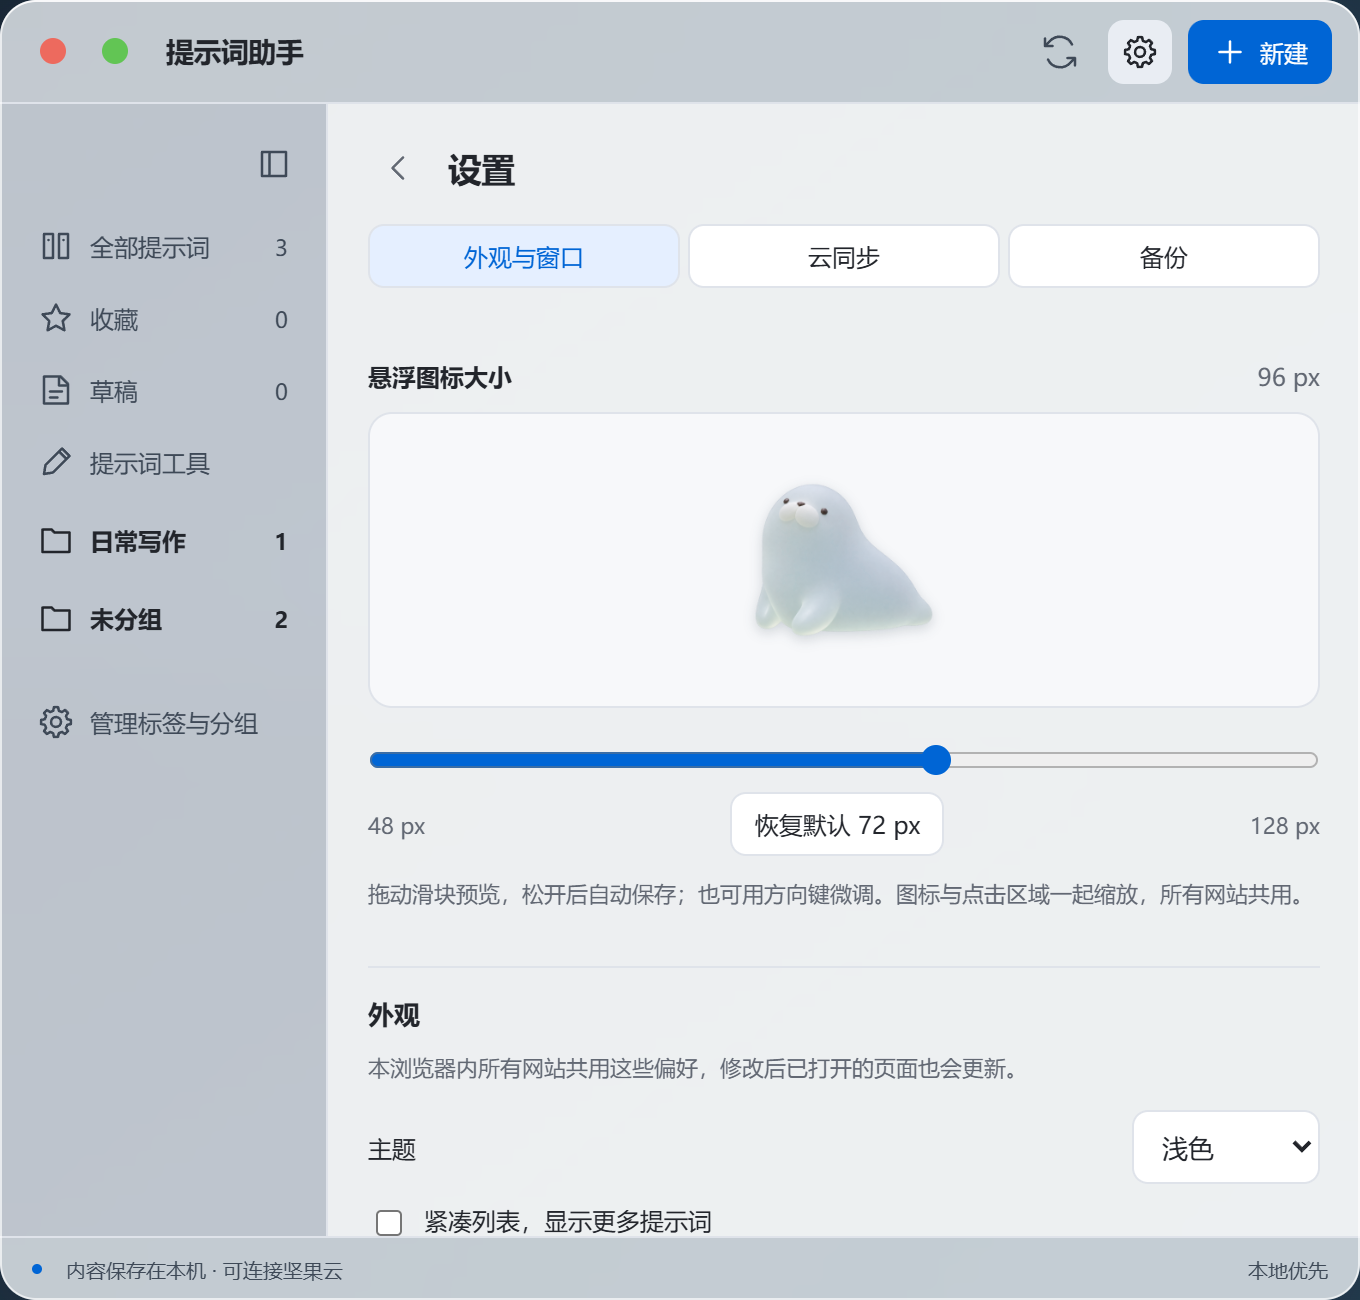 提示词助手
新建
全部提示词 3
收藏 0
草稿 0
提示词工具
日常写作 1
未分组 2
管理标签与分组
设置
外观与窗口
云同步
备份
悬浮图标大小
96 px
48 px
恢复默认 72 px
128 px
拖动滑块预览，松开后自动保存；也可用方向键微调。图标与点击区域一起缩放，所有网站共用。
外观
本浏览器内所有网站共用这些偏好，修改后已打开的页面也会更新。
主题
浅色
紧凑列表，显示更多提示词
内容保存在本机 · 可连接坚果云
本地优先